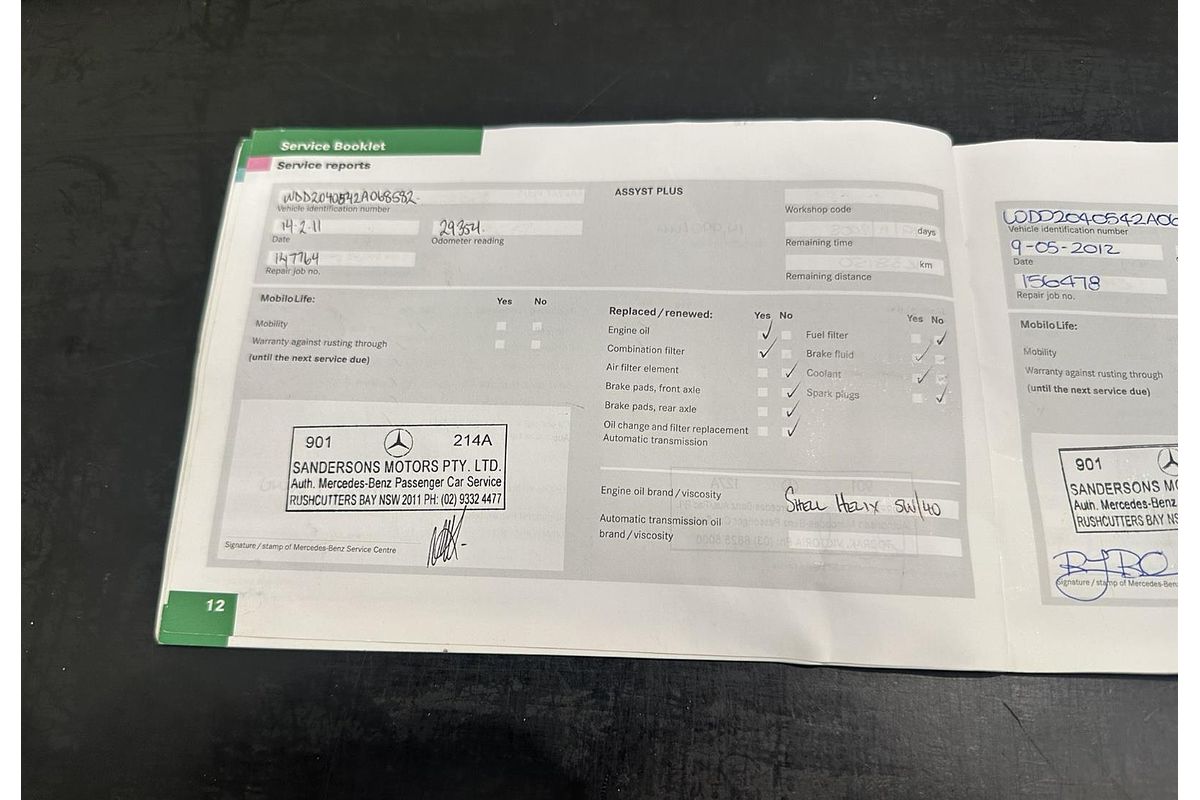 Service Booklet
Service reports
WDD2040542A068582
Vehicle identification number
14-2-11
29354
Date
Odometer reading
147764
Repair job no.
ASSYST PLUS
Workshop code
days
Remaining time
km
Remaining distance
MobiloLife:
Yes No
Mobility
Warranty against rusting through
(until the next service due)
Replaced / renewed:
Yes No
Yes No
Engine oil
Fuel filter
Combination filter
Brake fluid
Air filter element
Coolant
Brake pads, front axle
Spark plugs
Brake pads, rear axle
Oil change and filter replacement
Automatic transmission
901 214A
SANDERSONS MOTORS PTY. LTD.
Auth. Mercedes-Benz Passenger Car Service
RUSHCUTTERS BAY NSW 2011 PH: (02) 9332 4477
Signature / stamp of Mercedes-Benz Service Centre
Engine oil brand / viscosity
SHELL HELIX 5W/40
Automatic transmission oil
brand / viscosity
12
WDD2040542A06
Vehicle identification number
9-05-2012
Date
156478
Repair job no.
MobiloLife:
Mobility
Warranty against rusting through
(until the next service due)
901
SANDERSONS MO
Auth. Mercedes-Benz
RUSHCUTTERS BAY NS
Signature / stamp of Mercedes-Ben